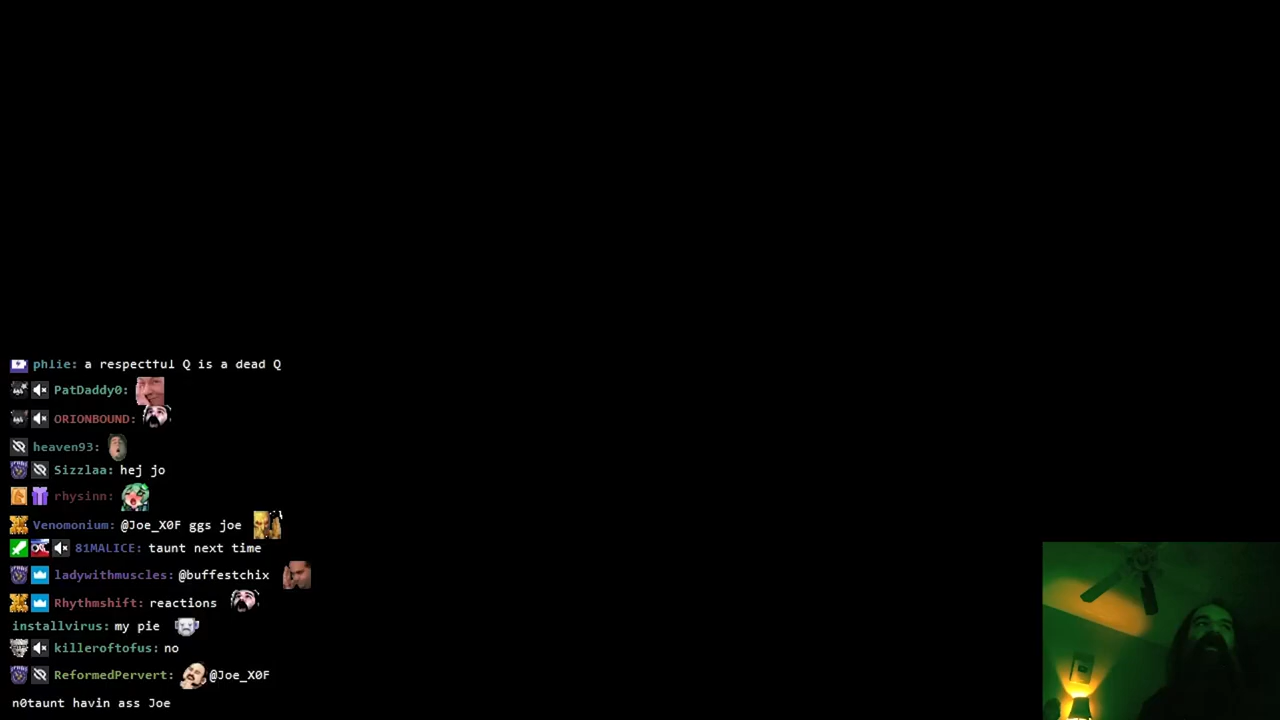 phlie: a respectful Q is a dead Q
PatDaddy0:
ORIONBOUND:
heaven93:
Sizzlaa: hej jo
rhysinn:
Venomonium: @Joe_X0F ggs joe
81MALICE: taunt next time
ladywithmuscles: @buffestchix
Rhythmshift: reactions
installvirus: my pie
killeroftofus: no
ReformedPervert: @Joe_X0F
n0taunt havin ass Joe